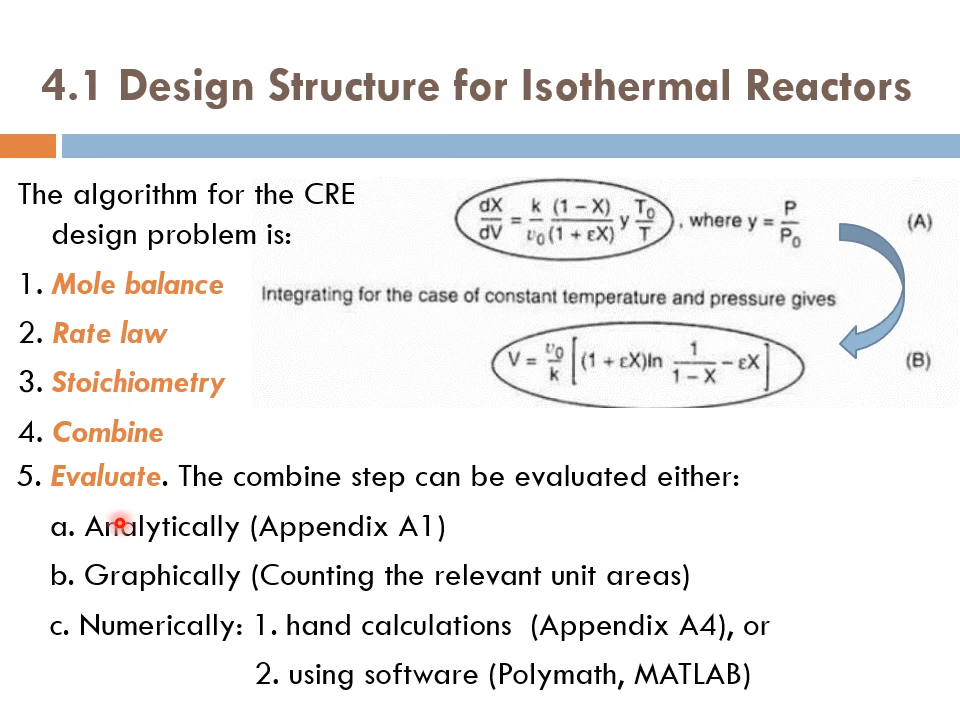 4.1 Design Structure for Isothermal Reactors
The algorithm for the CRE
design problem is:
1. Mole balance
2. Rate law
3. Stoichiometry
4. Combine
dX/dV = k/υ₀ (1 − X)/(1 + εX) y T₀/T , where y = P/P₀ (A)
Integrating for the case of constant temperature and pressure gives
V = υ₀/k [(1 + εX)ln 1/(1 − X) − εX] (B)
5. Evaluate. The combine step can be evaluated either:
a. Analytically (Appendix A1)
b. Graphically (Counting the relevant unit areas)
c. Numerically: 1. hand calculations (Appendix A4), or
2. using software (Polymath, MATLAB)